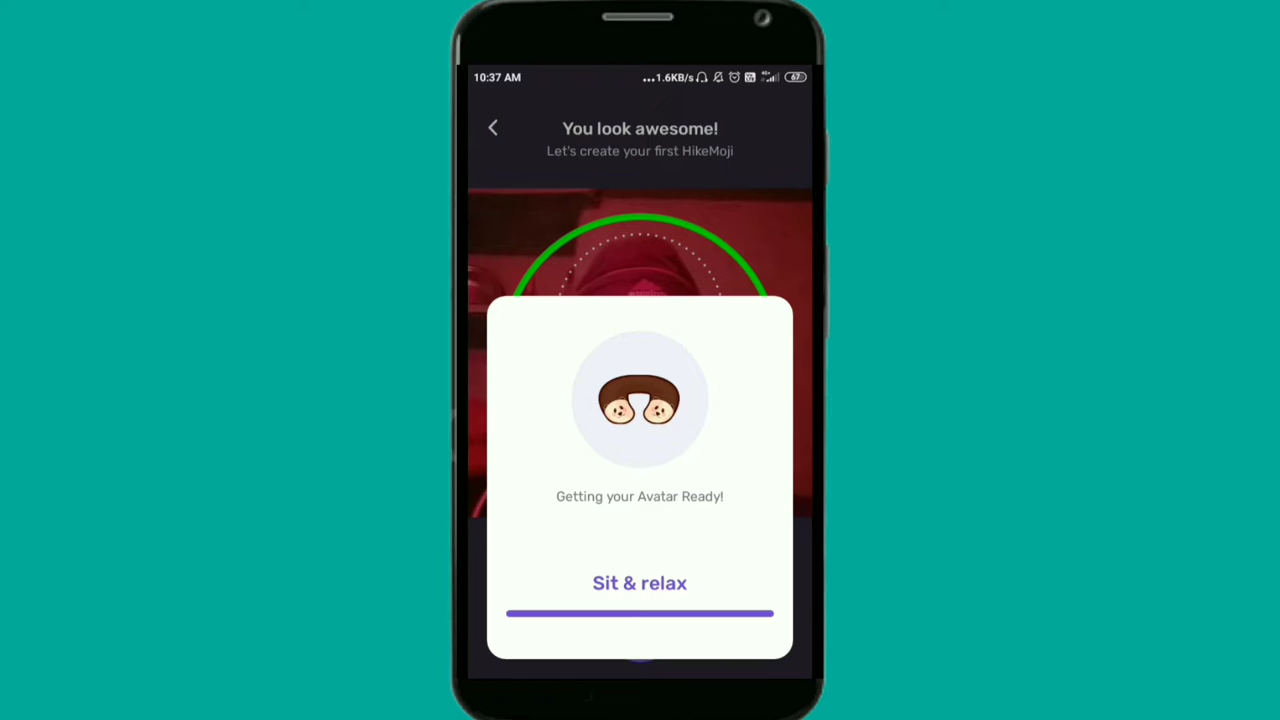 10:37 AM
...1.6KB/s
67
You look awesome!
Let's create your first HikeMoji
Getting your Avatar Ready!
Sit & relax